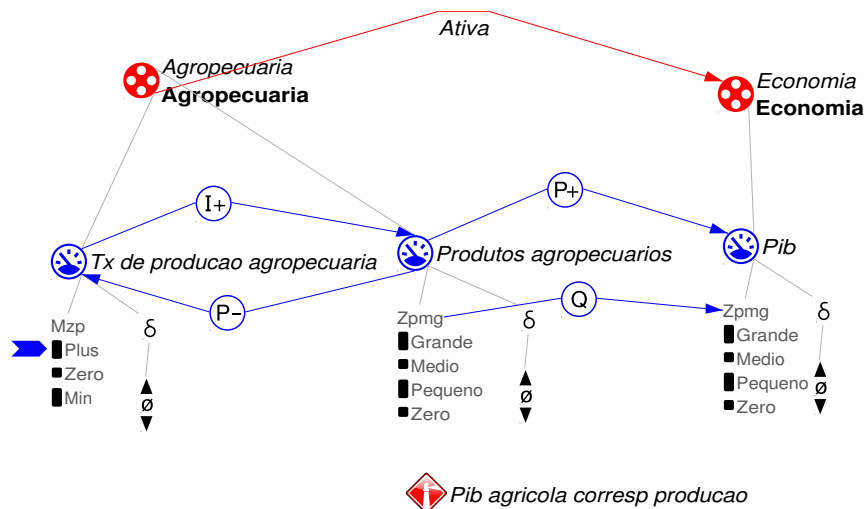 Ativa
Agropecuaria
Agropecuaria
Economia
Economia
I+
P+
Tx de producao agropecuaria
Produtos agropecuarios
Pib
P-
Q
Mzp
Plus
Zero
Min
δ
ø
Zpmg
Grande
Medio
Pequeno
Zero
δ
ø
Zpmg
Grande
Medio
Pequeno
Zero
δ
ø
Pib agricola corresp producao